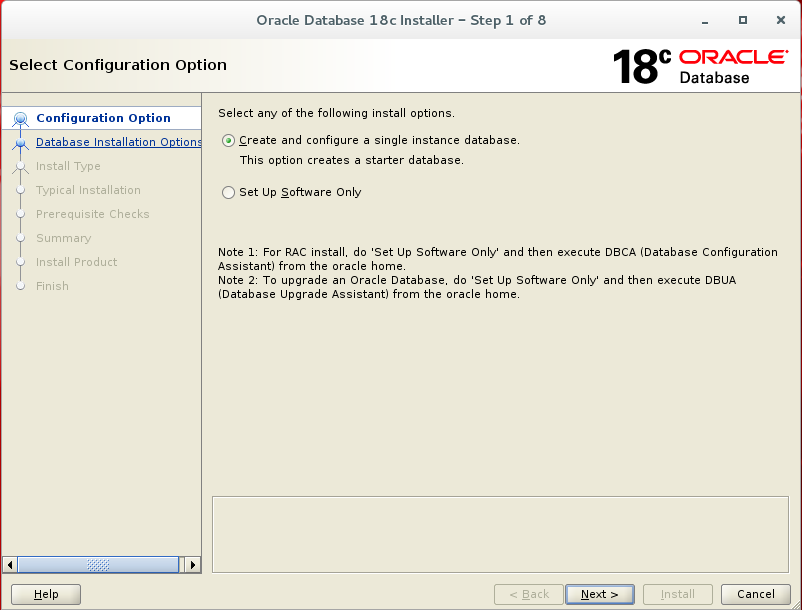 Oracle Database 18c Installer – Step 1 of 8
Select Configuration Option
18c ORACLE
Database
Configuration Option
Database Installation Options
Install Type
Typical Installation
Prerequisite Checks
Summary
Install Product
Finish
Select any of the following install options.
Create and configure a single instance database.
This option creates a starter database.
Set Up Software Only
Note 1: For RAC install, do 'Set Up Software Only' and then execute DBCA (Database Configuration
Assistant) from the oracle home.
Note 2: To upgrade an Oracle Database, do 'Set Up Software Only' and then execute DBUA
(Database Upgrade Assistant) from the oracle home.
Help
< Back
Next >
Install
Cancel